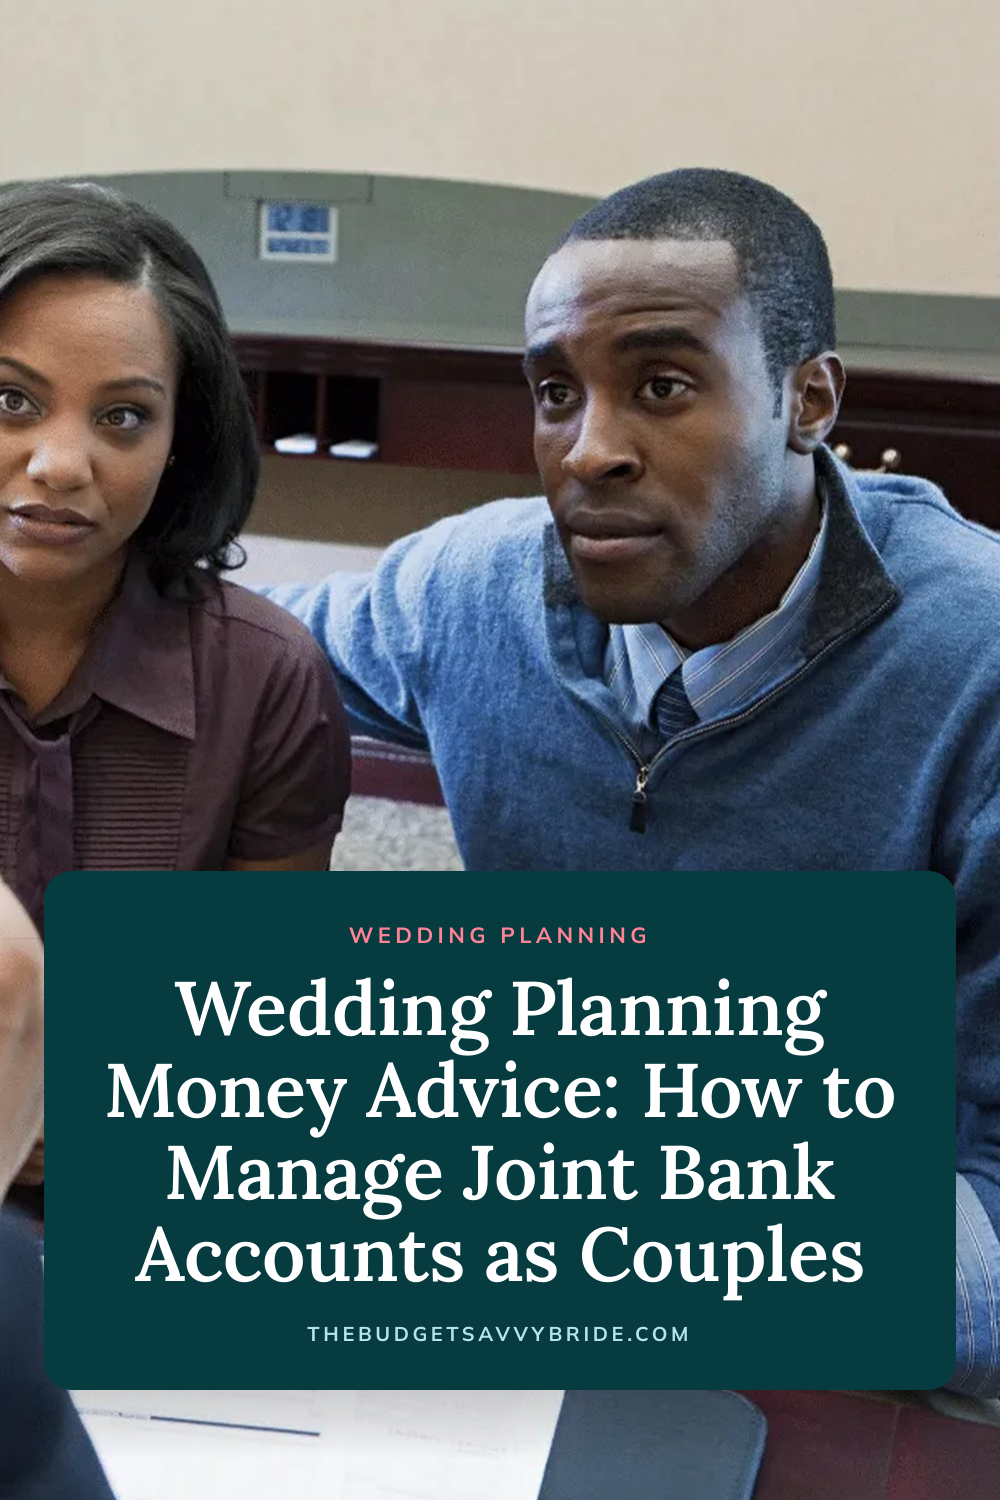 WEDDING PLANNING
Wedding Planning
Money Advice: How to
Manage Joint Bank
Accounts as Couples
THEBUDGETSAVVYBRIDE.COM